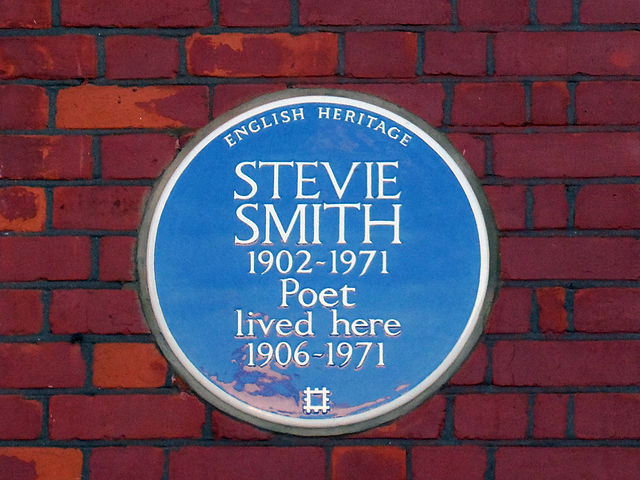 ENGLISH HERITAGE
STEVIE
SMITH
1902-1971
Poet
lived here
1906-1971